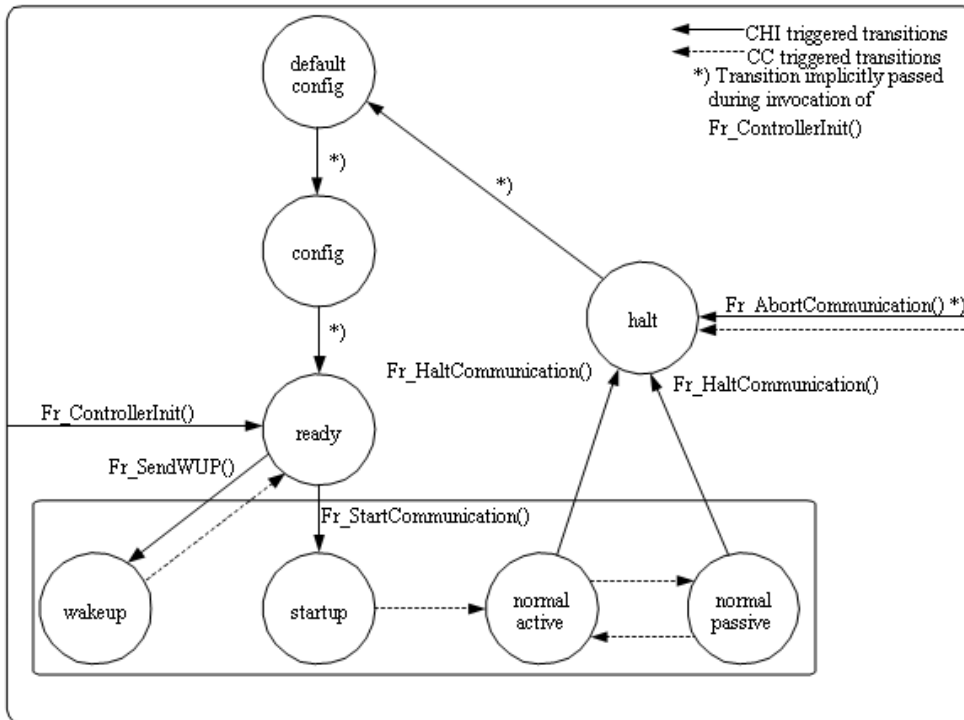 CHI triggered transitions
CC triggered transitions
*) Transition implicitly passed
during invocation of
Fr_ControllerInit()
default
config
*)
*)
config
halt
Fr_AbortCommunication() *)
*)
Fr_HaltCommunication()
Fr_HaltCommunication()
Fr_ControllerInit()
ready
Fr_SendWUP()
Fr_StartCommunication()
wakeup
startup
normal
active
normal
passive